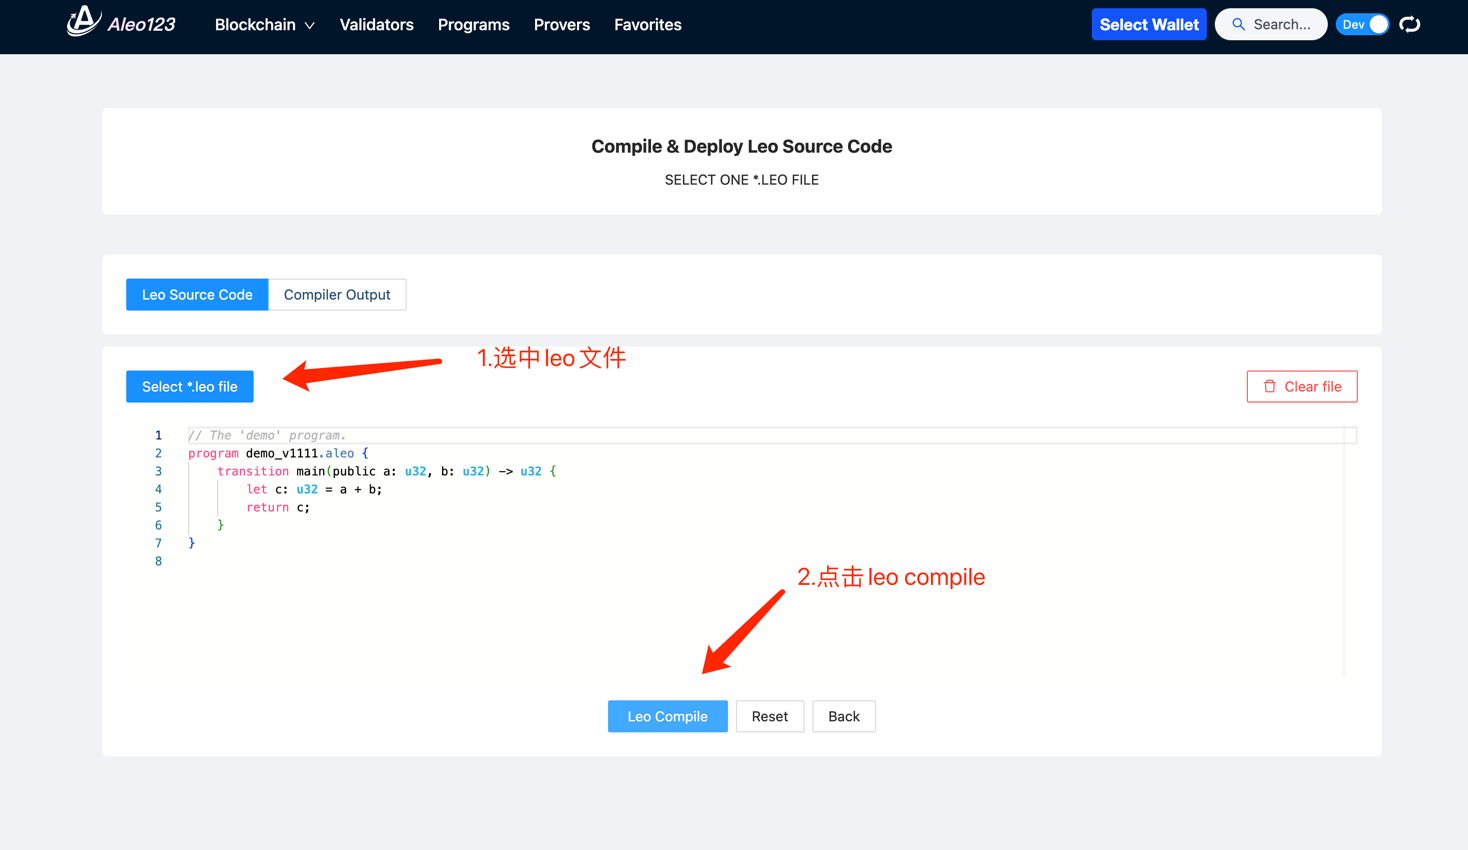 Aleo123 Blockchain Validators Programs Provers Favorites Select Wallet Search... Dev
Compile & Deploy Leo Source Code
SELECT ONE *.LEO FILE
Leo Source Code Compiler Output
1.选中leo文件
Select *.leo file Clear file
1 // The 'demo' program.
2 program demo_v1111.aleo {
3 transition main(public a: u32, b: u32) -> u32 {
4 let c: u32 = a + b;
5 return c;
6 }
7 }
8
2.点击leo compile
Leo Compile Reset Back